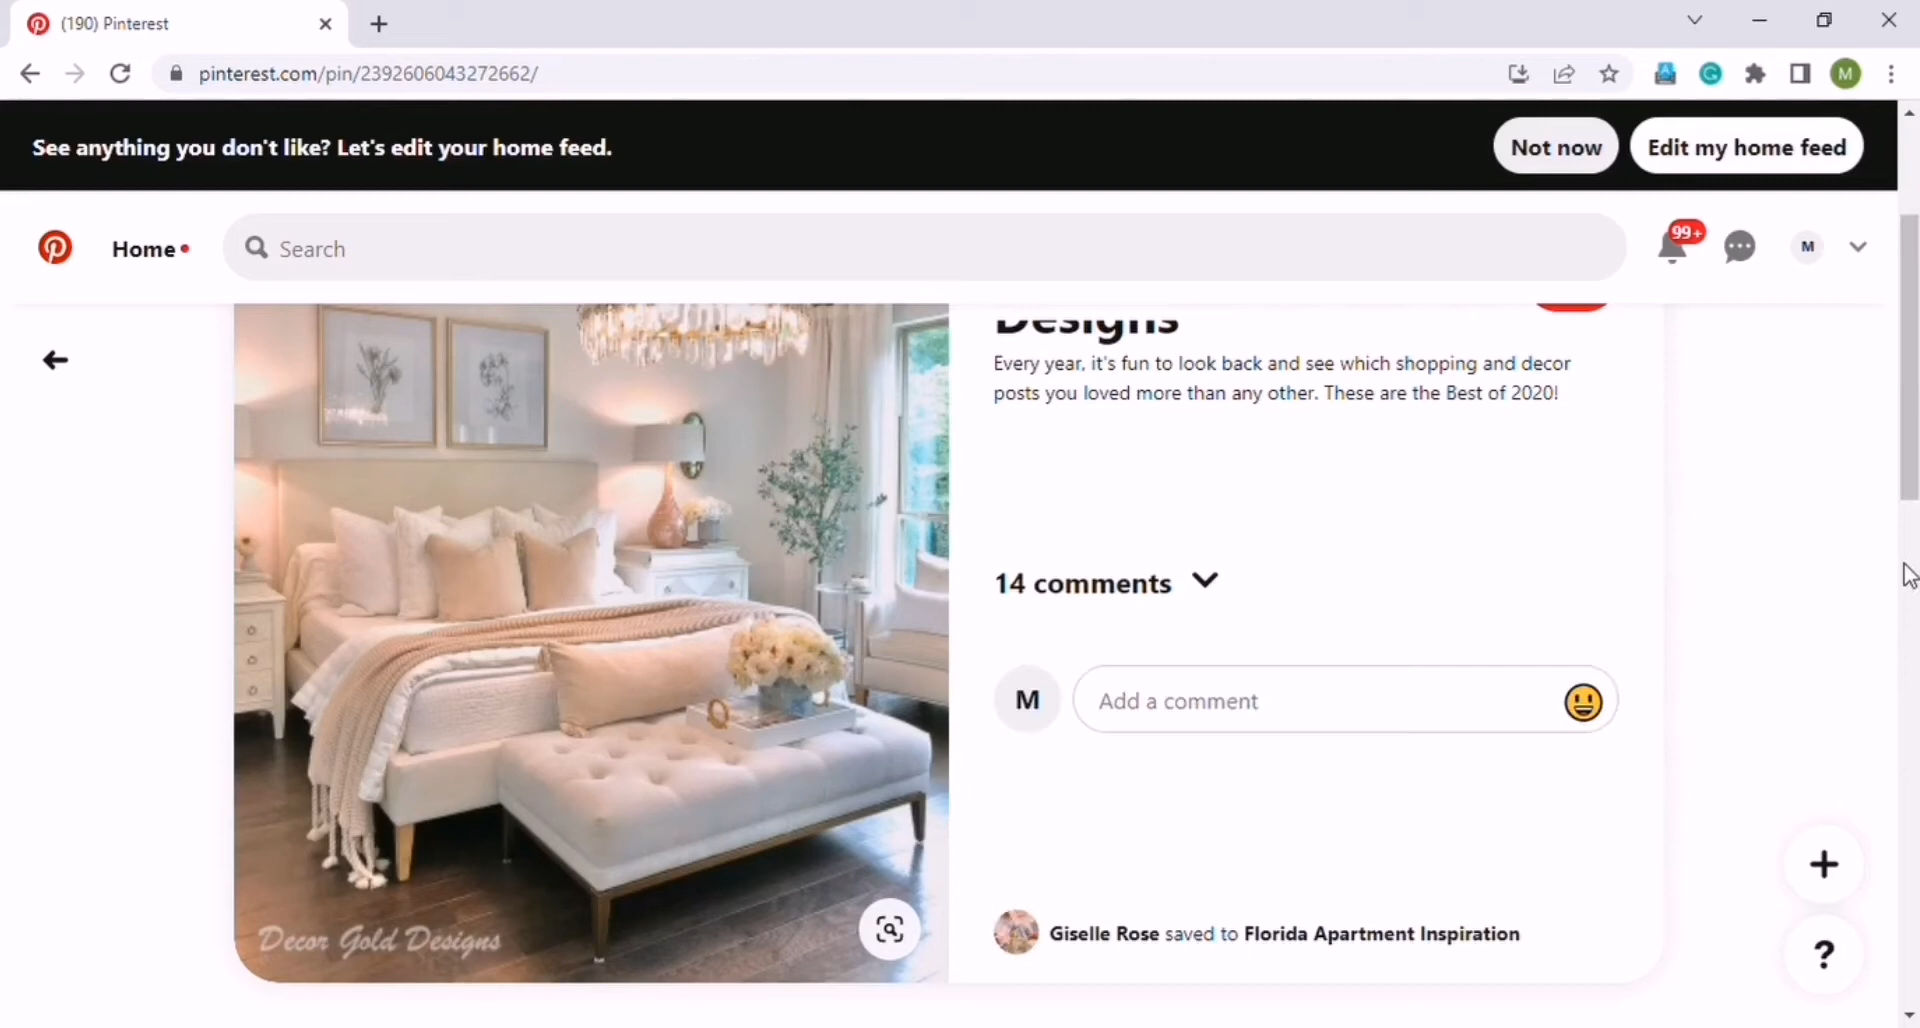 (190) Pinterest
pinterest.com/pin/2392606043272662/
M
See anything you don't like? Let's edit your home feed.
Not now
Edit my home feed
Home
Search
99+
M
Designs
Every year, it's fun to look back and see which shopping and decor
posts you loved more than any other. These are the Best of 2020!
14 comments
M
Add a comment
Giselle Rose saved to Florida Apartment Inspiration
Decor Gold Designs
+
?